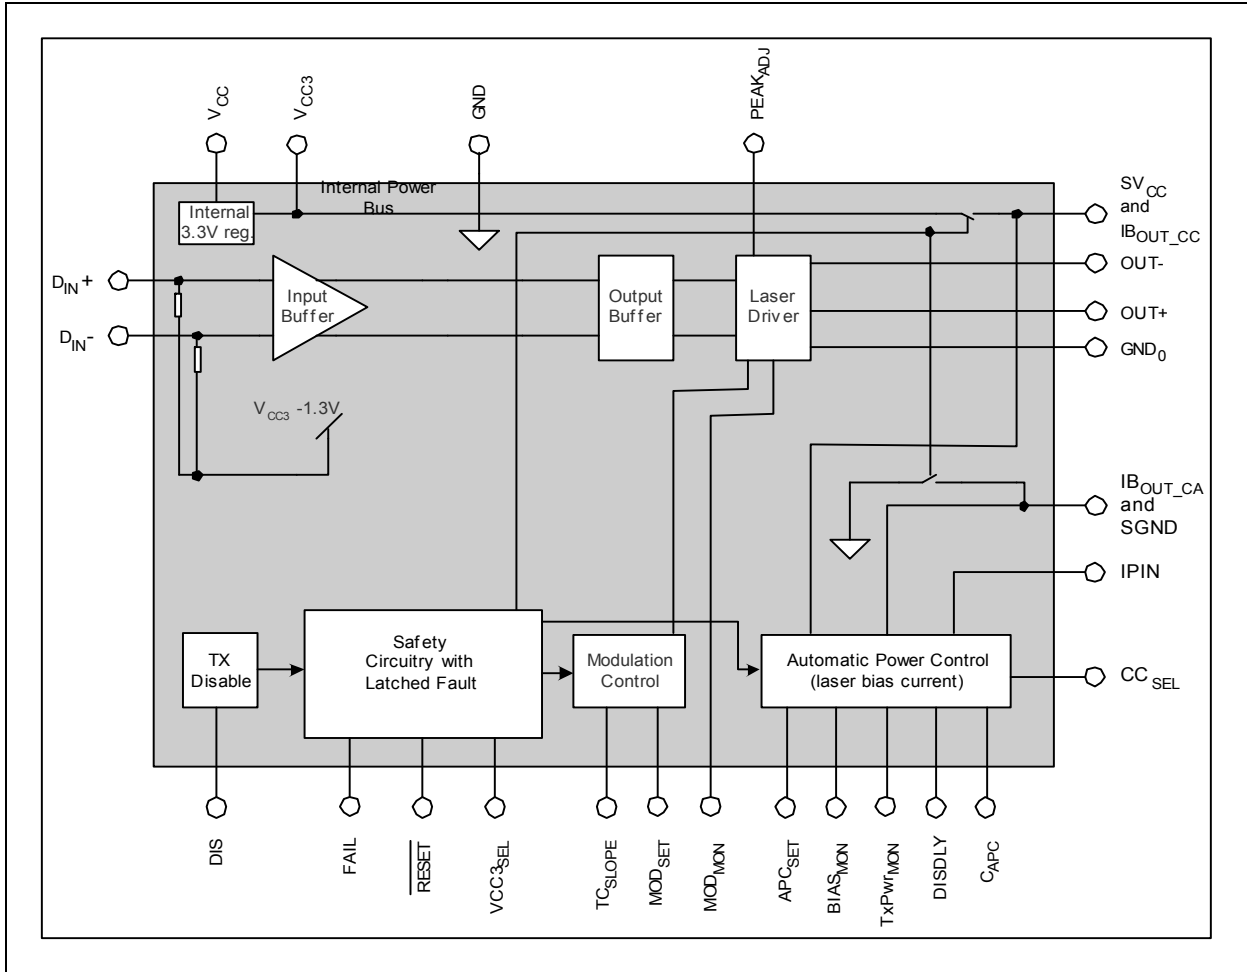 VCC
VCC3
GND
PEAKADJ
Internal Power
Bus
Internal
3.3V reg.
SVCC
and
IBOUT_CC
DIN+
DIN-
Input
Buffer
Output
Buffer
Laser
Driver
OUT-
OUT+
GND0
VCC3 -1.3V
IBOUT_CA
and
SGND
IPIN
TX
Disable
Safety
Circuitry with
Latched Fault
Modulation
Control
Automatic Power Control
(laser bias current)
CCSEL
DIS
FAIL
RESET
VCC3SEL
TCSLOPE
MODSET
MODMON
APCSET
BIASMON
TxPwrMON
DISDLY
CAPC